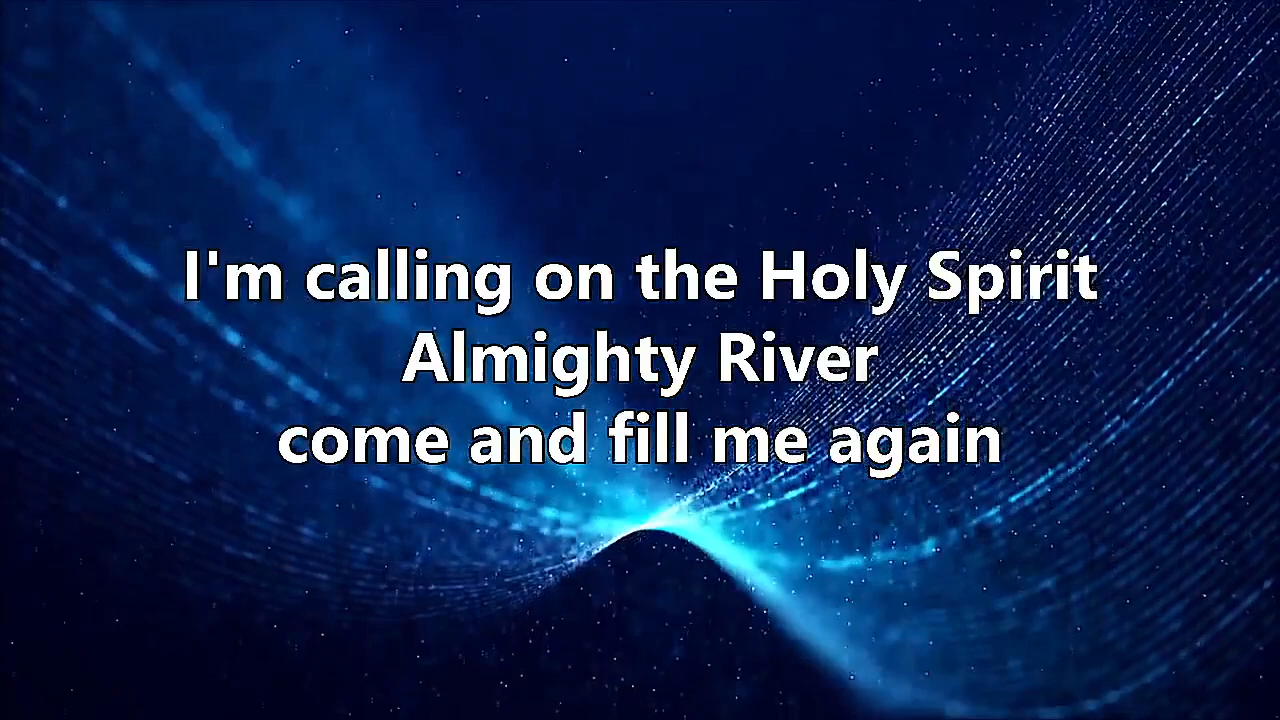 I'm calling on the Holy Spirit
Almighty River
come and fill me again